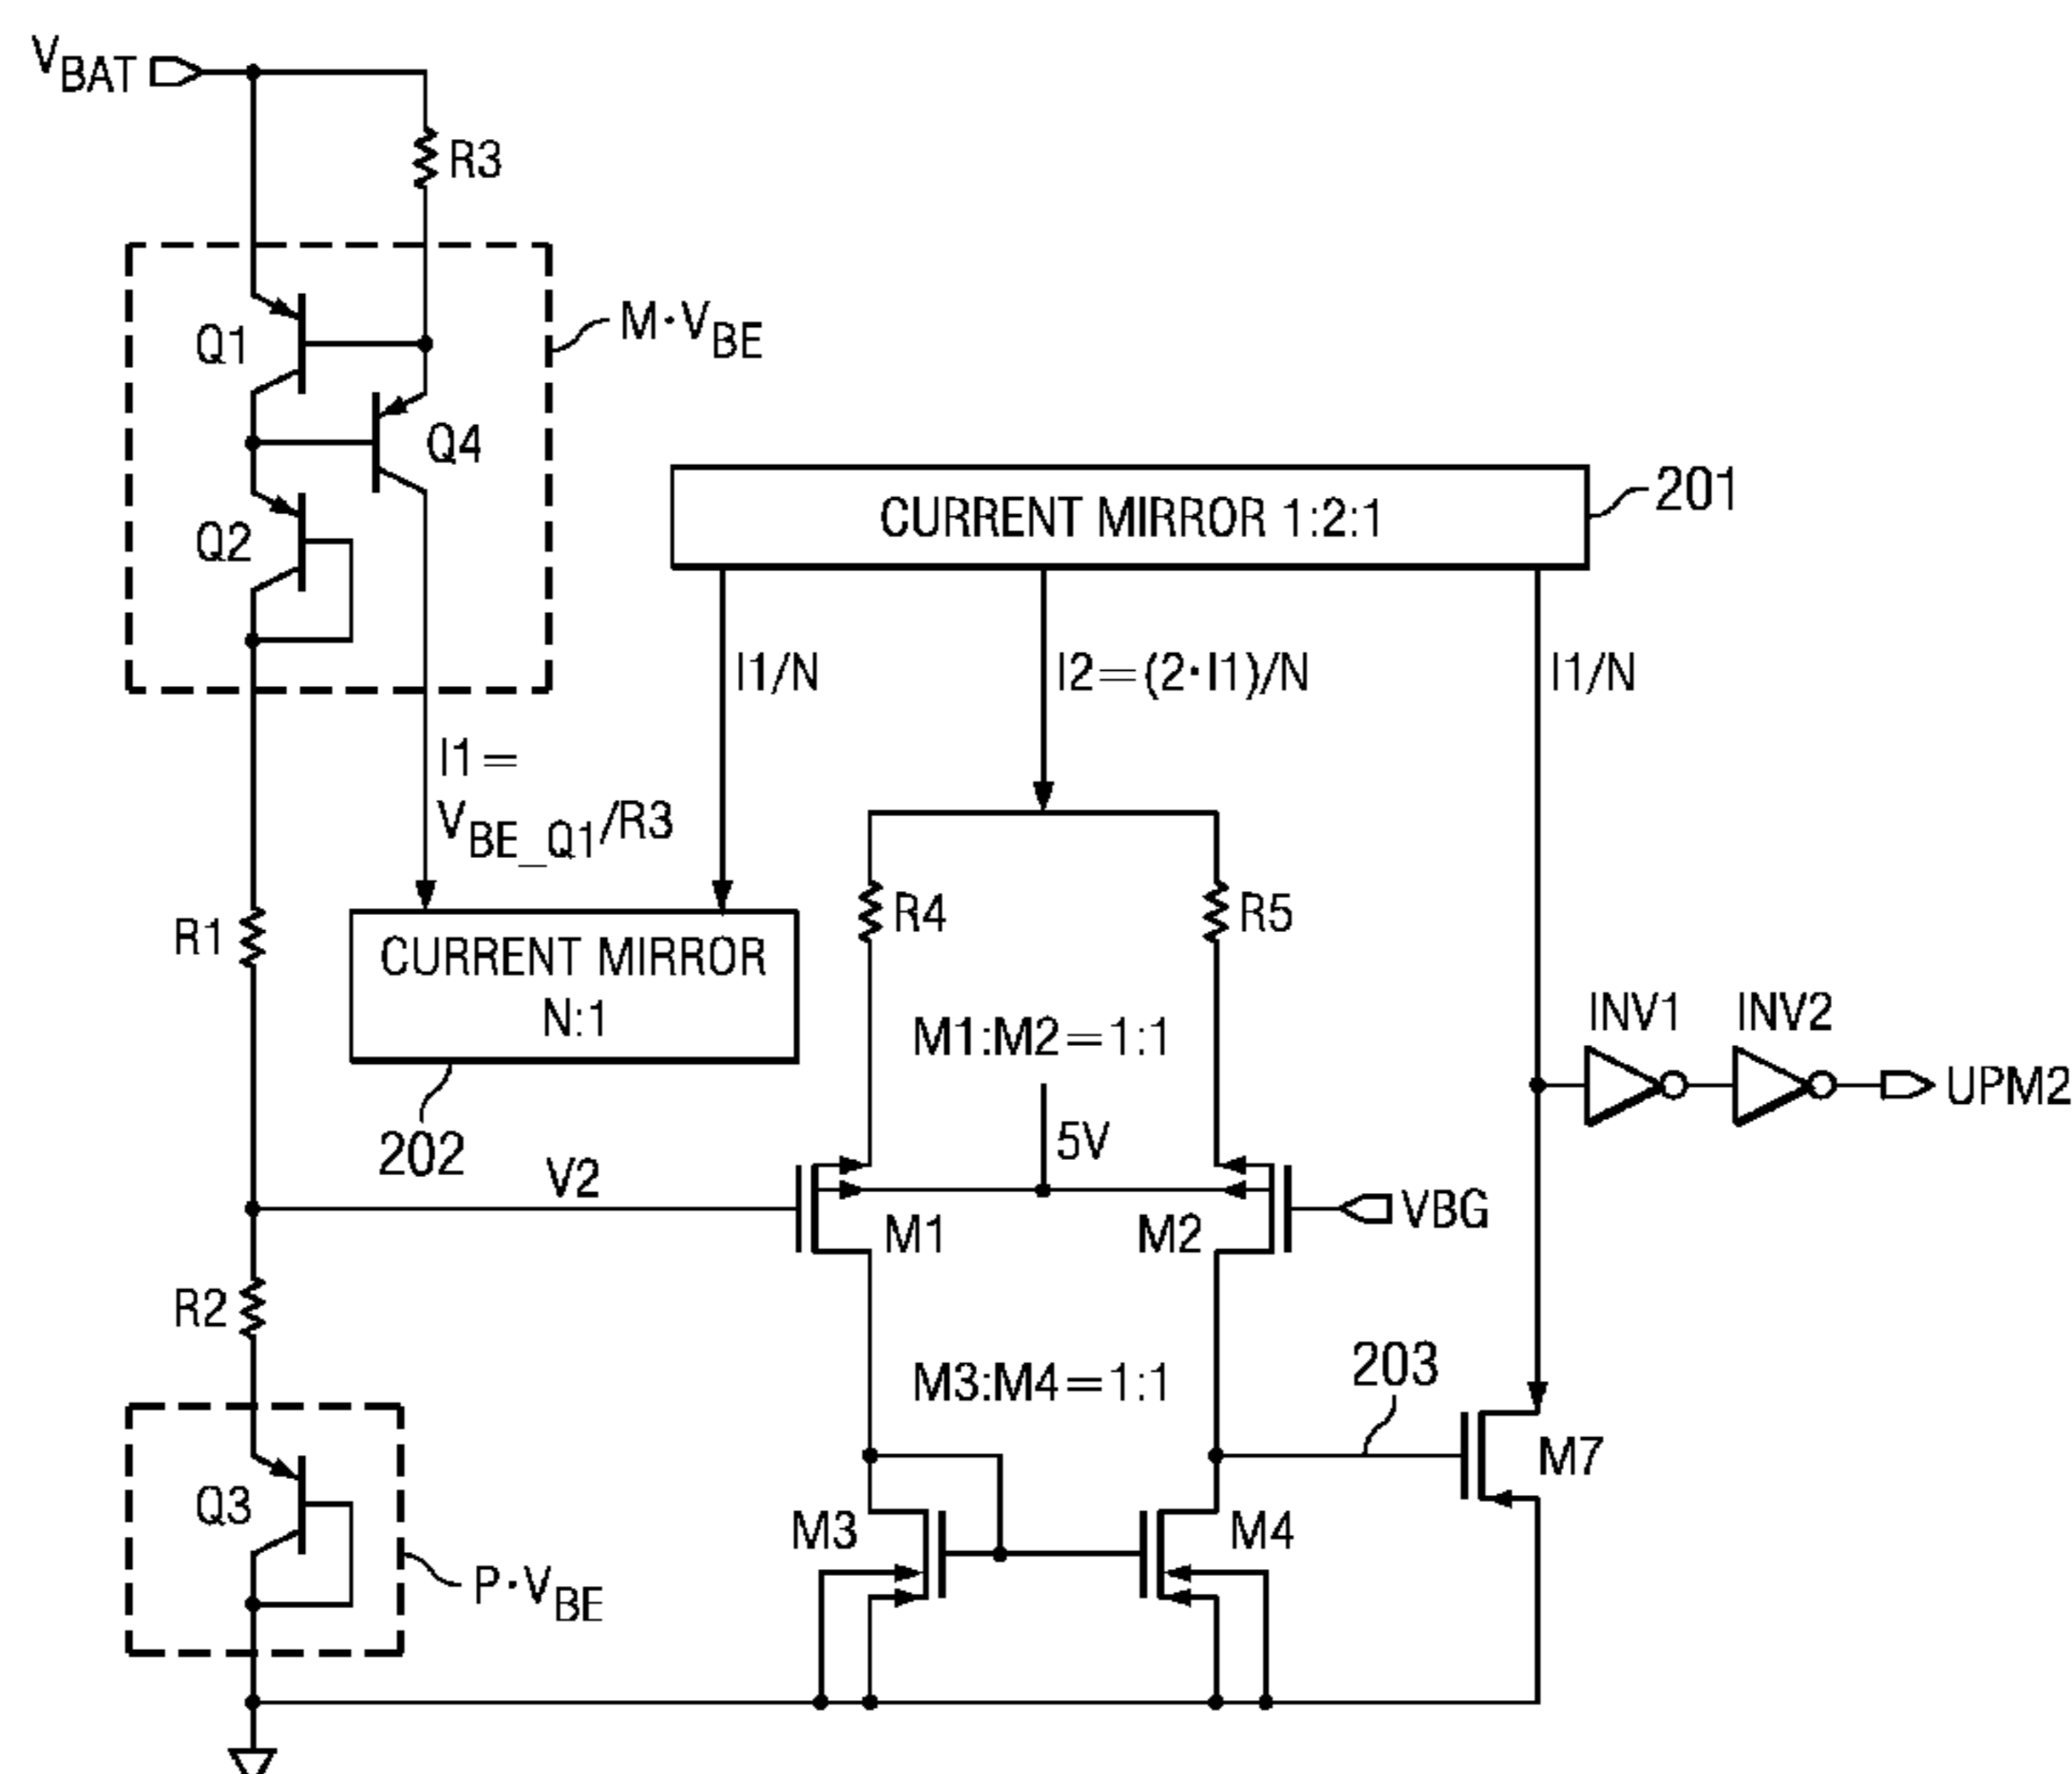 VBAT
R3
Q1
M·VBE
Q4
Q2
CURRENT MIRROR 1:2:1
201
I1/N
I2=(2·I1)/N
I1/N
I1=
VBE_Q1/R3
R1
CURRENT MIRROR
N:1
202
R4
R5
M1:M2=1:1
INV1
INV2
UPM2
5V
V2
M1
M2
VBG
R2
M3:M4=1:1
203
M7
Q3
M3
M4
P·VBE